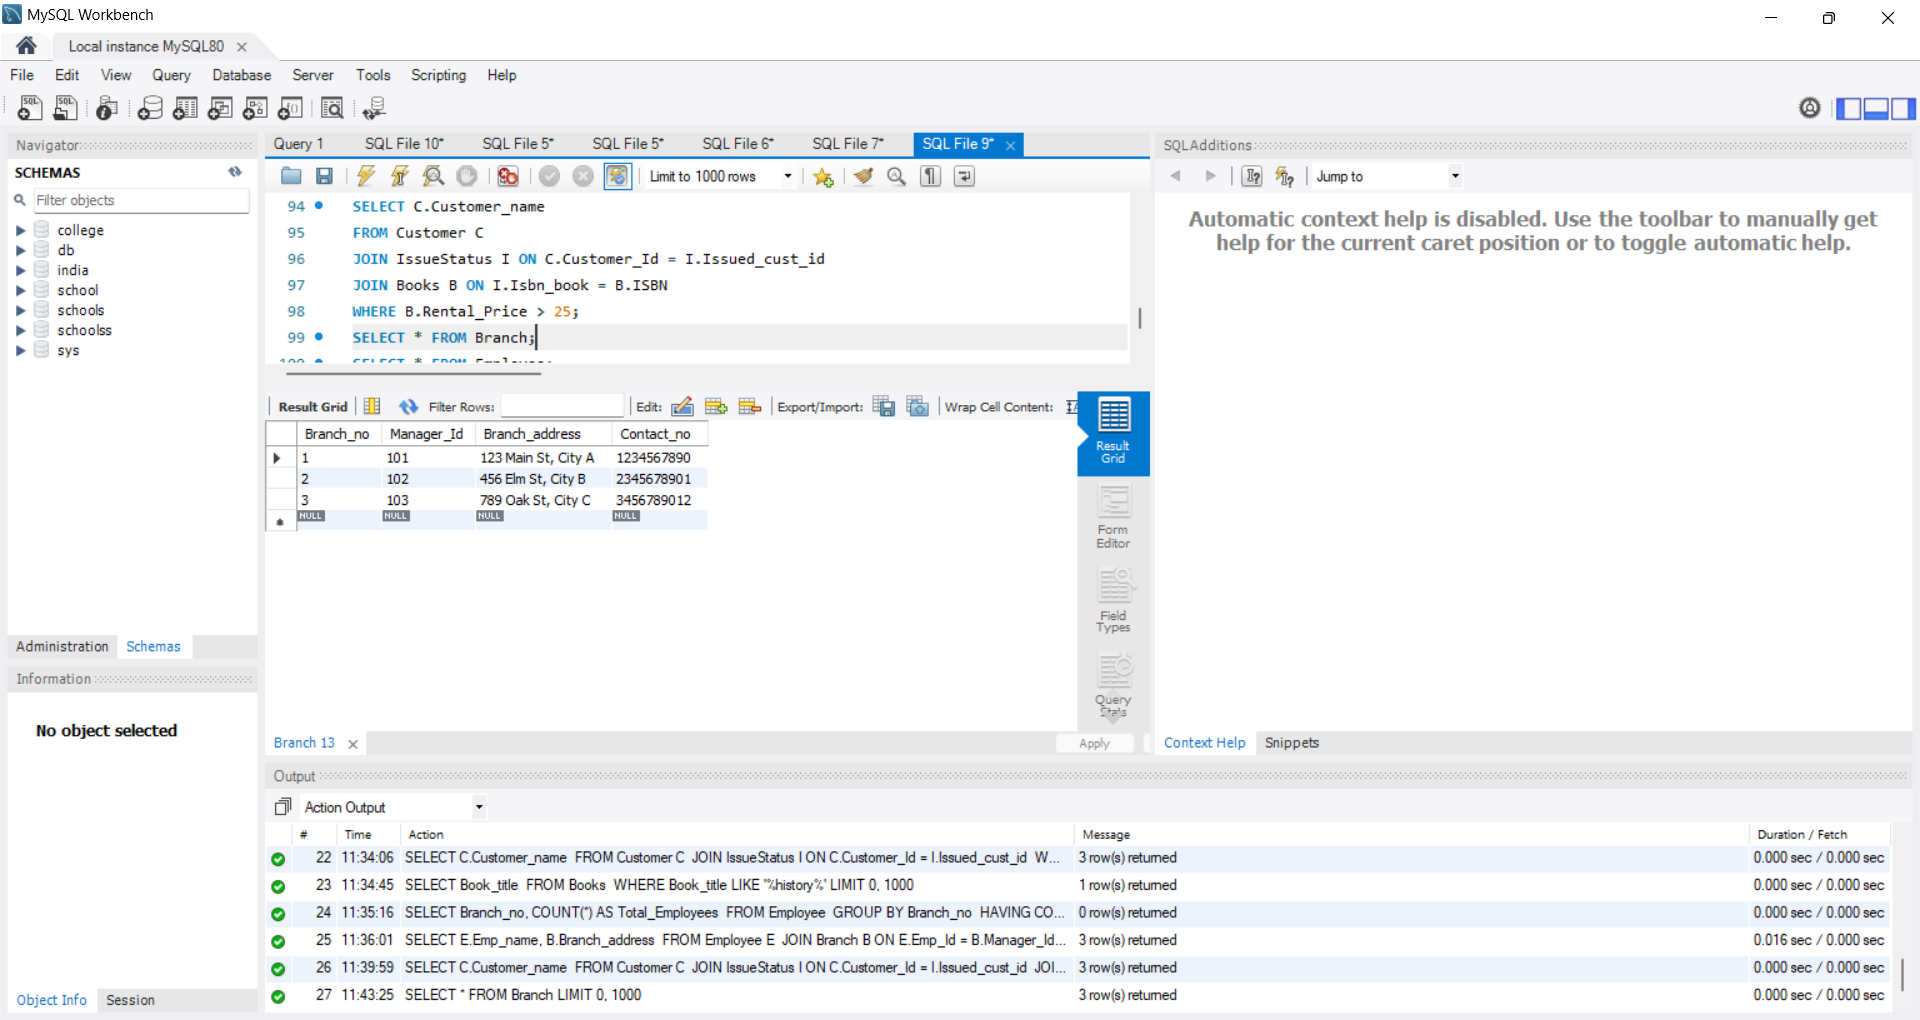 MySQL Workbench
Local instance MySQL80
File Edit View Query Database Server Tools Scripting Help
Navigator
SCHEMAS
Filter objects
college
db
india
school
schools
schoolss
sys
Administration Schemas
Information
No object selected
Object Info Session
Query 1 SQL File 10* SQL File 5* SQL File 5* SQL File 6* SQL File 7* SQL File 9*
Limit to 1000 rows
94 SELECT C.Customer_name
95 FROM Customer C
96 JOIN IssueStatus I ON C.Customer_Id = I.Issued_cust_id
97 JOIN Books B ON I.Isbn_book = B.ISBN
98 WHERE B.Rental_Price > 25;
99 SELECT * FROM Branch;
100 SELECT * FROM Employee;
Result Grid Filter Rows: Edit: Export/Import: Wrap Cell Content:
Branch_no Manager_Id Branch_address Contact_no
1 101 123 Main St, City A 1234567890
2 102 456 Elm St, City B 2345678901
3 103 789 Oak St, City C 3456789012
NULL NULL NULL NULL
Result
Grid
Form
Editor
Field
Types
Query
Stats
Branch 13
Apply
SQLAdditions
Jump to
Automatic context help is disabled. Use the toolbar to manually get
help for the current caret position or to toggle automatic help.
Context Help Snippets
Output
Action Output
# Time Action Message Duration / Fetch
22 11:34:06 SELECT C.Customer_name FROM Customer C JOIN IssueStatus I ON C.Customer_Id = I.Issued_cust_id W... 3 row(s) returned 0.000 sec / 0.000 sec
23 11:34:45 SELECT Book_title FROM Books WHERE Book_title LIKE '%history%' LIMIT 0, 1000 1 row(s) returned 0.000 sec / 0.000 sec
24 11:35:16 SELECT Branch_no, COUNT(*) AS Total_Employees FROM Employee GROUP BY Branch_no HAVING CO... 0 row(s) returned 0.000 sec / 0.000 sec
25 11:36:01 SELECT E.Emp_name, B.Branch_address FROM Employee E JOIN Branch B ON E.Emp_Id = B.Manager_Id... 3 row(s) returned 0.016 sec / 0.000 sec
26 11:39:59 SELECT C.Customer_name FROM Customer C JOIN IssueStatus I ON C.Customer_Id = I.Issued_cust_id JOI... 3 row(s) returned 0.000 sec / 0.000 sec
27 11:43:25 SELECT * FROM Branch LIMIT 0, 1000 3 row(s) returned 0.000 sec / 0.000 sec